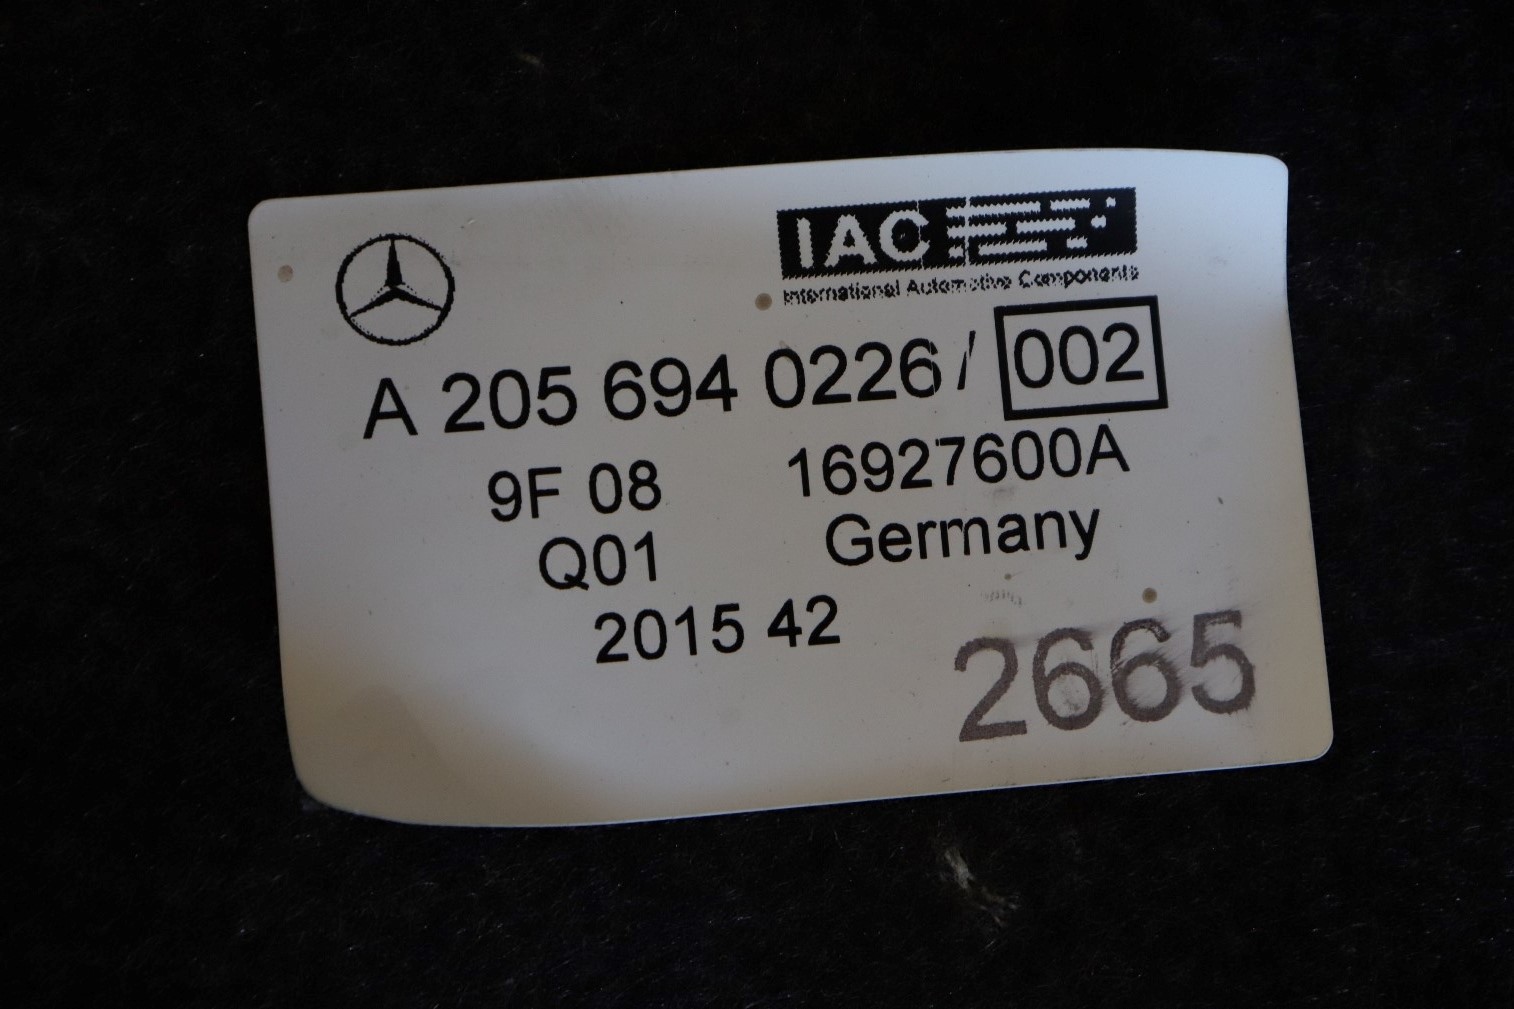 IAC
International Automotive Components
A 205 694 0226/ 002
9F 08 16927600A
Q01 Germany
2015 42
2665